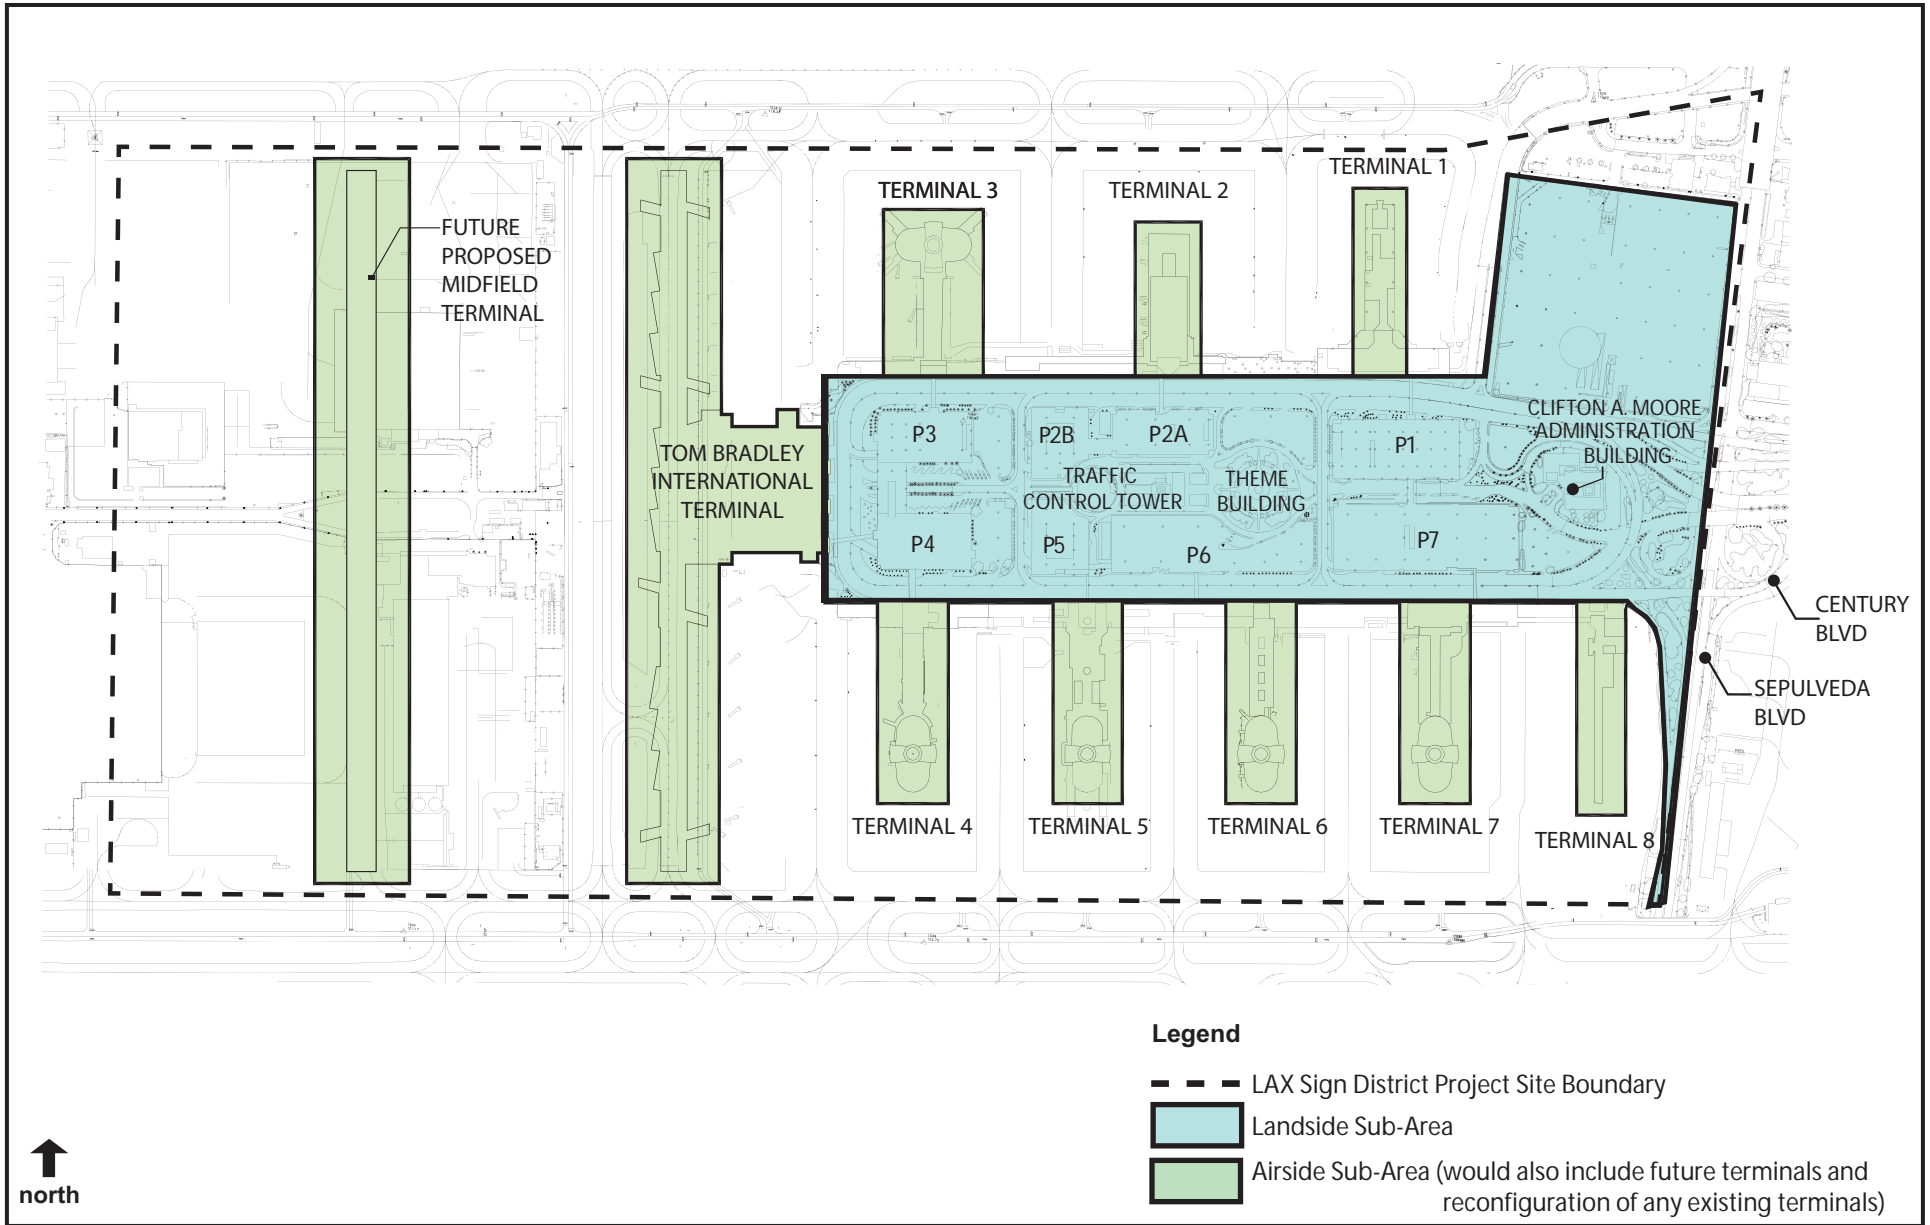 TERMINAL 1
TERMINAL 3
TERMINAL 2
FUTURE
PROPOSED
MIDFIELD
TERMINAL
CLIFTON A. MOORE
ADMINISTRATION
BUILDING
P3
P2B
P2A
P1
TOM BRADLEY
INTERNATIONAL
TERMINAL
TRAFFIC
CONTROL TOWER
THEME
BUILDING
P4
P5
P6
P7
CENTURY
BLVD
SEPULVEDA
BLVD
TERMINAL 4
TERMINAL 5
TERMINAL 6
TERMINAL 7
TERMINAL 8
Legend
LAX Sign District Project Site Boundary
Landside Sub-Area
Airside Sub-Area (would also include future terminals and
reconfiguration of any existing terminals)
north